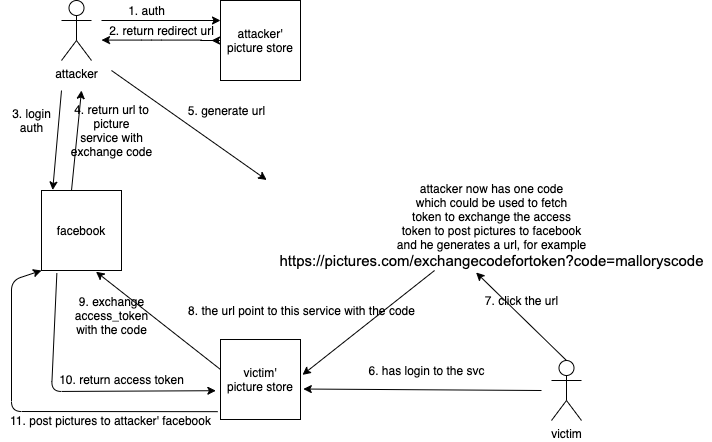 1. auth
2. return redirect url
attacker'
picture store
attacker
3. login
auth
4. return url to
picture
service with
exchange code
5. generate url
attacker now has one code
which could be used to fetch
token to exchange the access
token to post pictures to facebook
and he generates a url, for example
https://pictures.com/exchangecodefortoken?code=malloryscode
facebook
9. exchange
access_token
with the code
8. the url point to this service with the code
7. click the url
victim'
picture store
6. has login to the svc
10. return access token
11. post pictures to attacker' facebook
victim